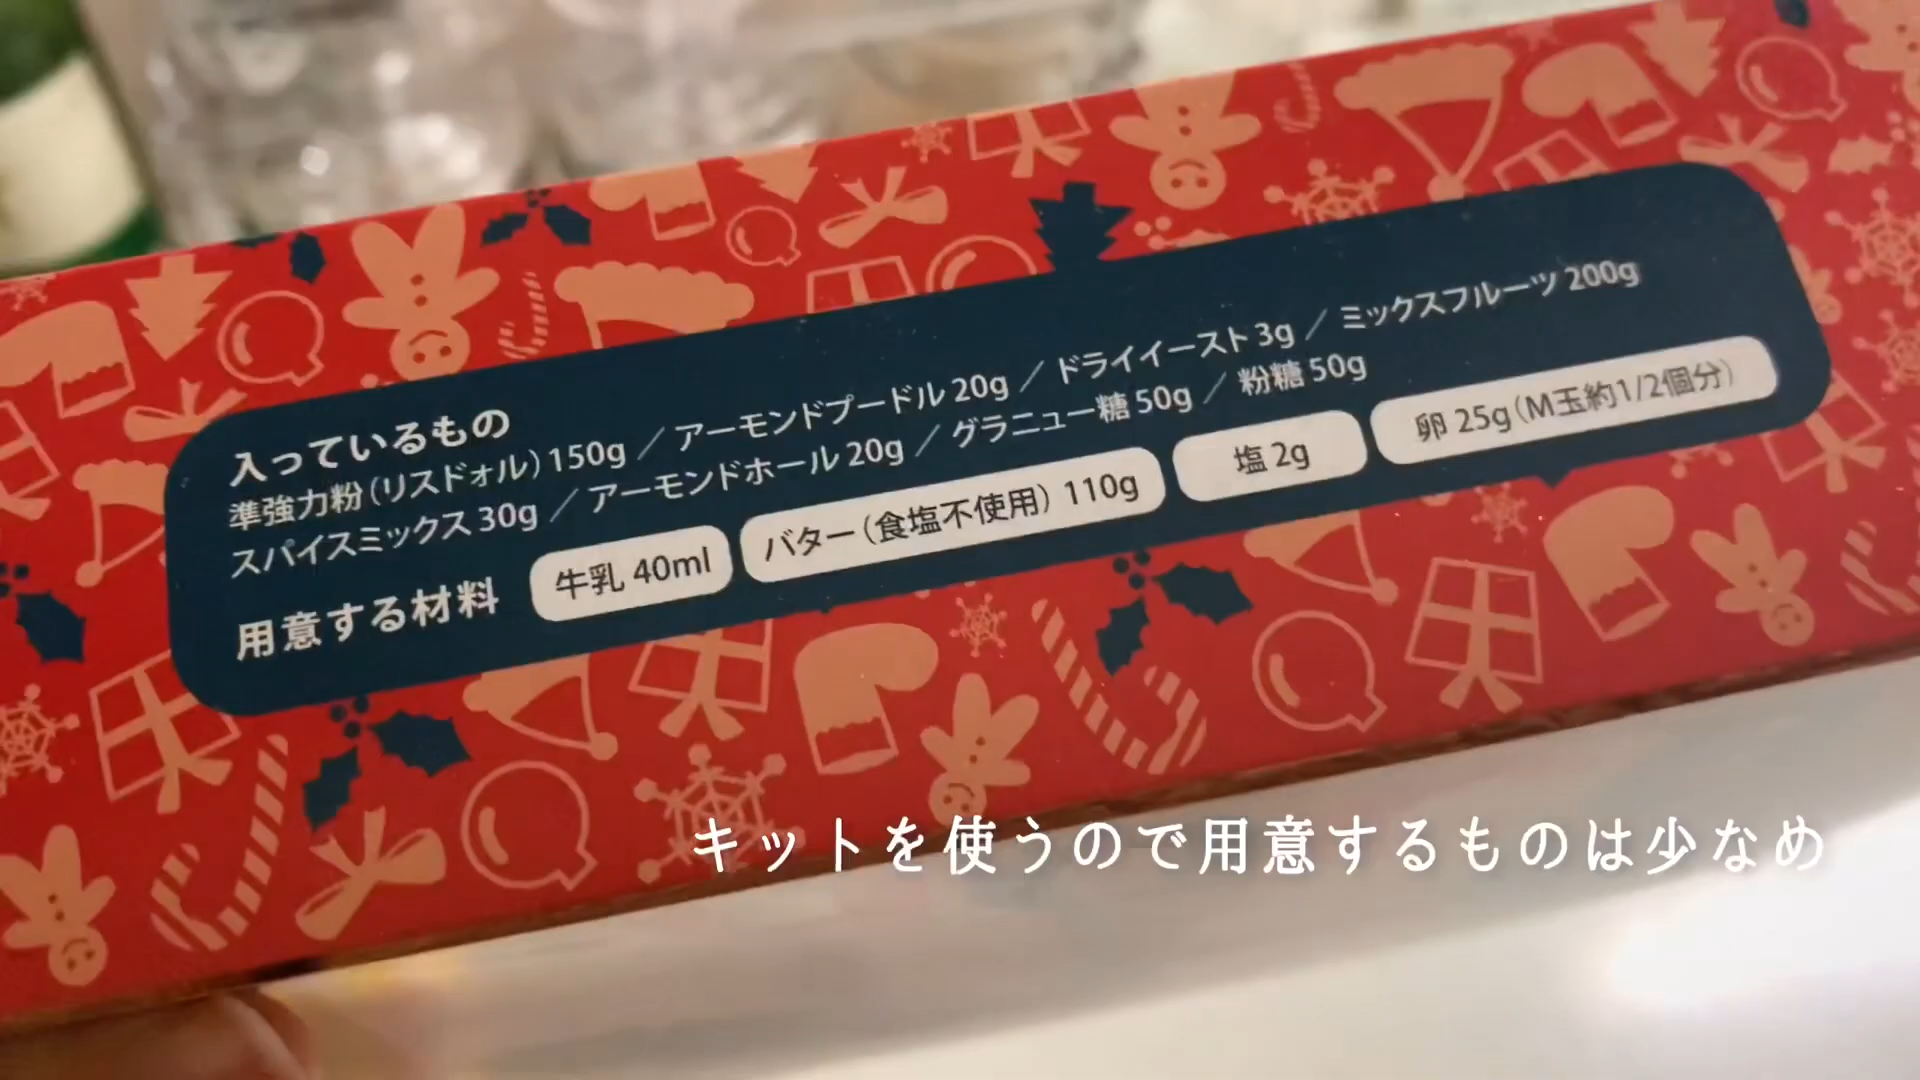 入っているもの
準強力粉（リスドォル）150g ／ アーモンドプードル 20g ／ ドライイースト 3g ／ ミックスフルーツ 200g
スパイスミックス 30g ／ アーモンドホール 20g ／ グラニュー糖 50g ／ 粉糖 50g
用意する材料 牛乳 40ml バター（食塩不使用）110g 塩 2g 卵 25g（M玉約1/2個分）
キットを使うので用意するものは少なめ